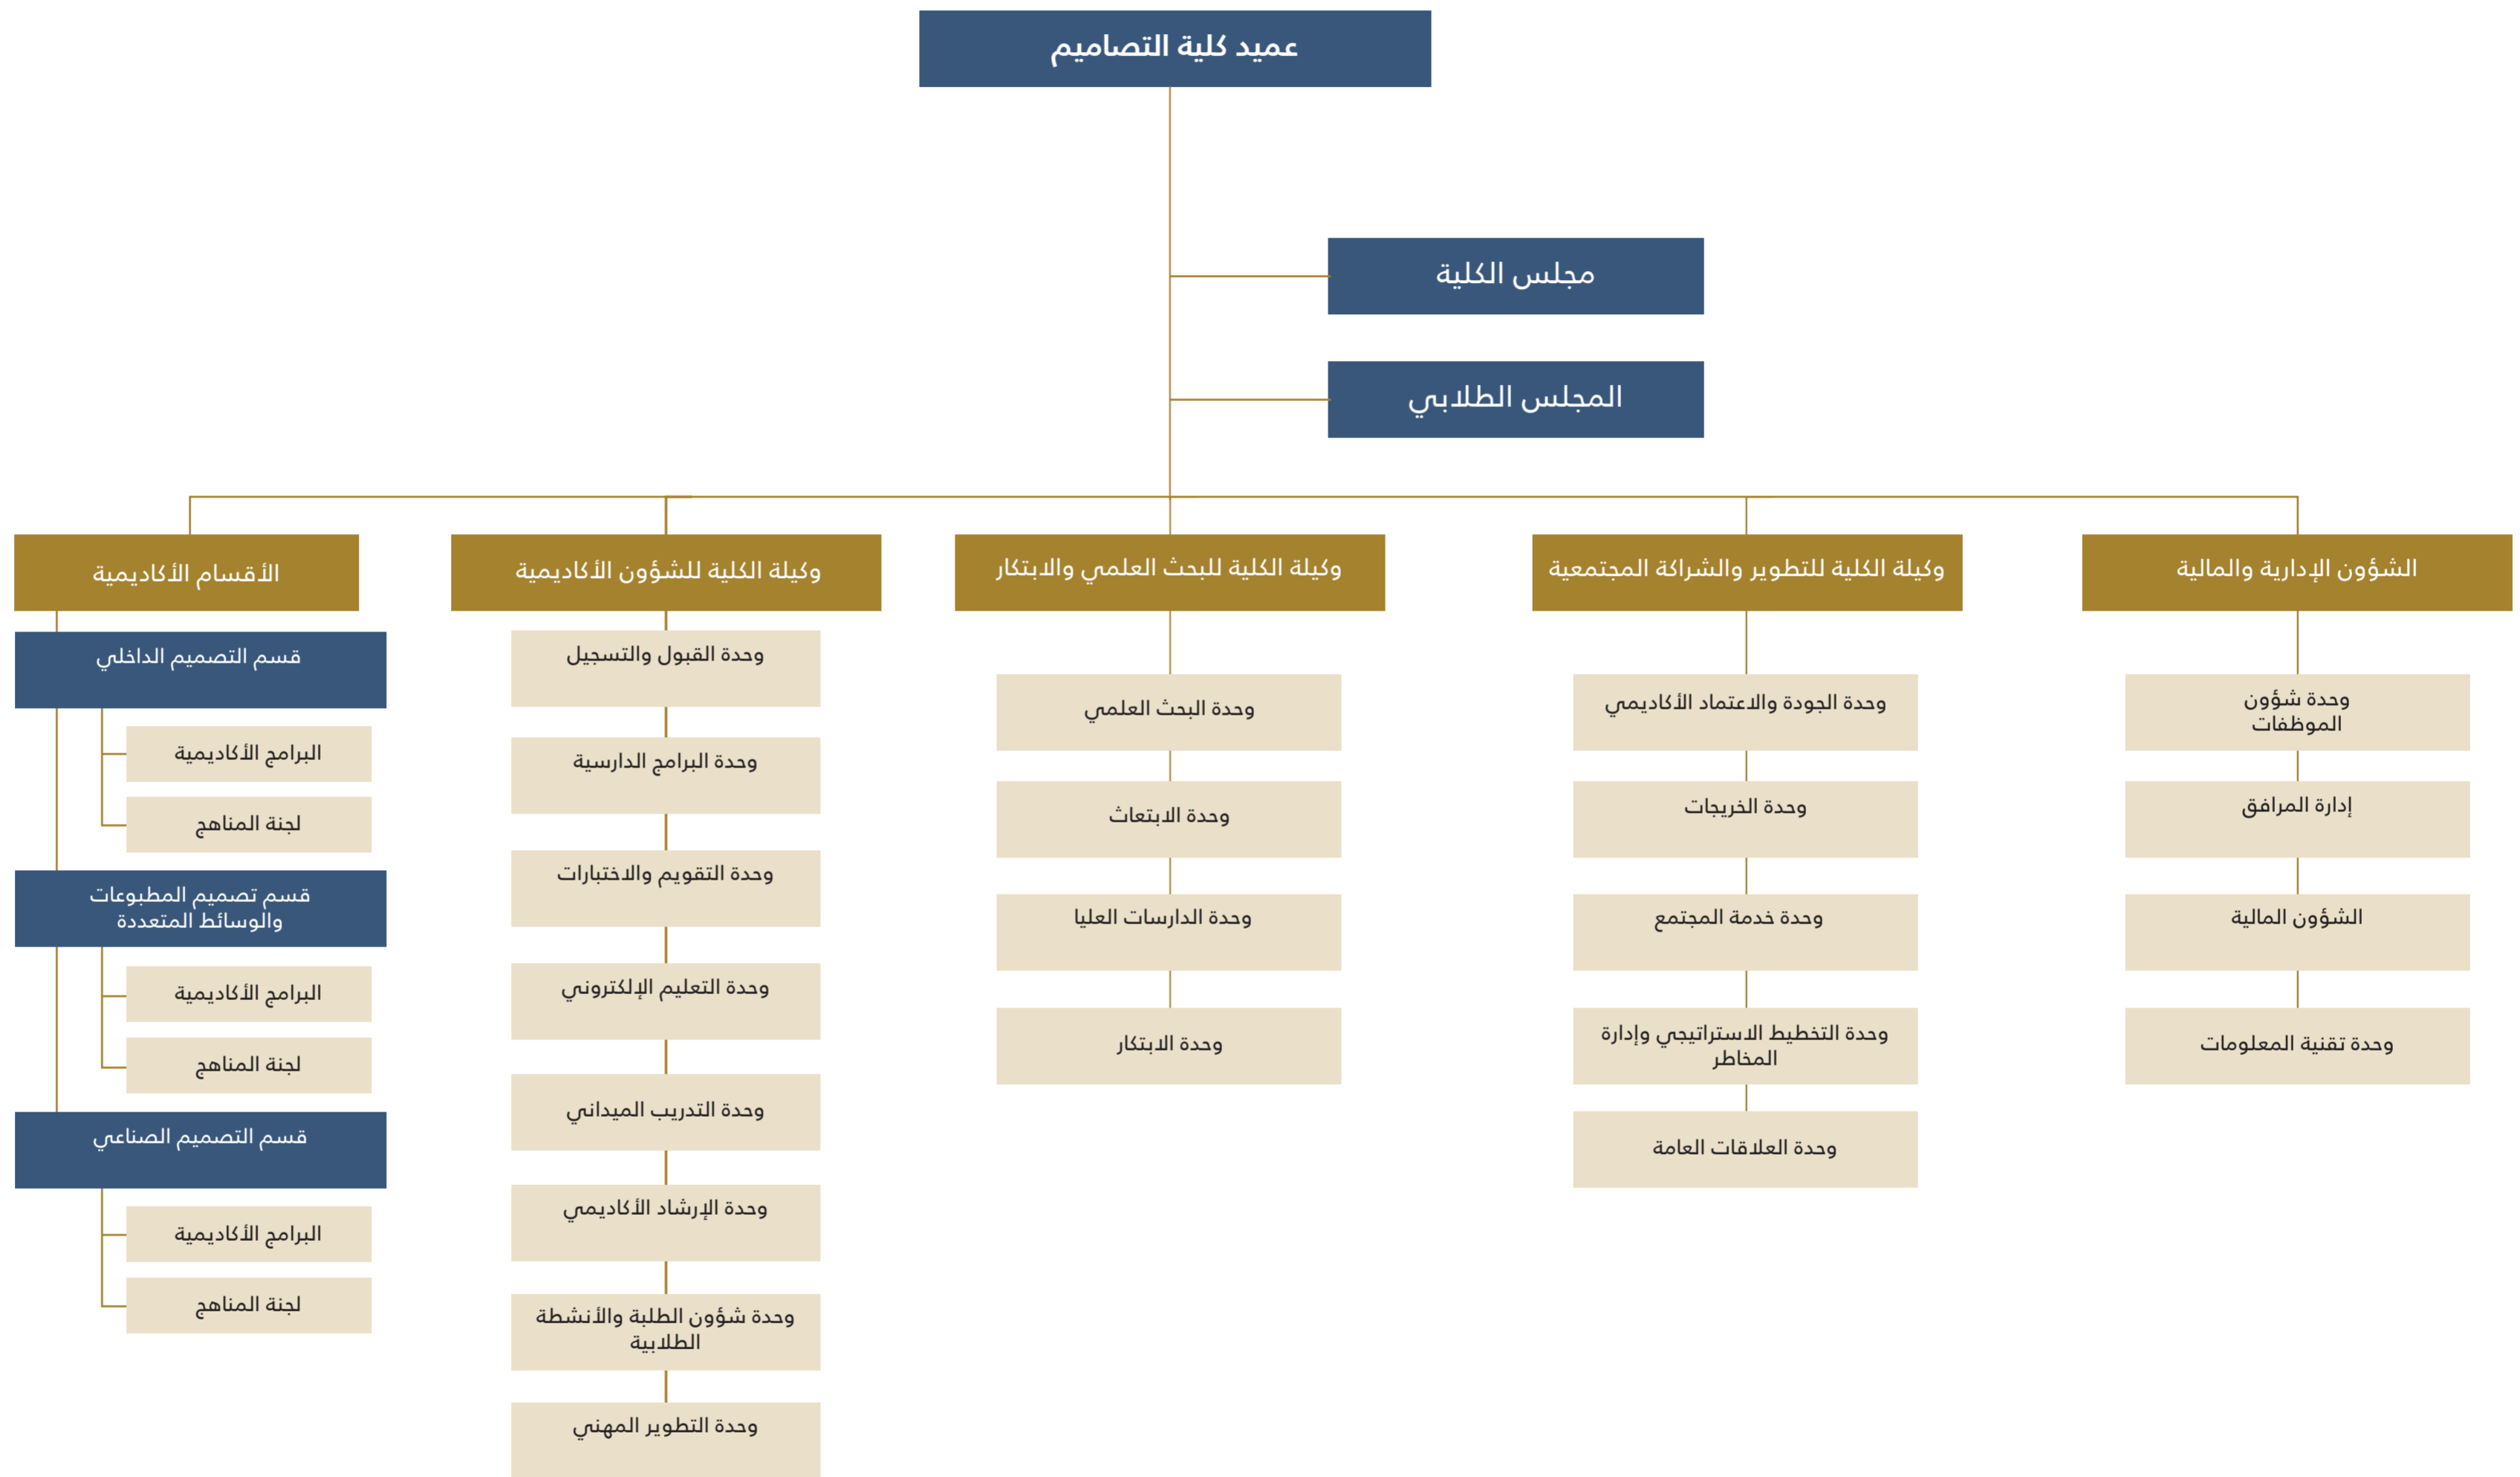 عميد كلية التصاميم
مجلس الكلية
المجلس الطلابي
الشؤون الإدارية والمالية
وحدة شؤون
الموظفات
إدارة المرافق
الشؤون المالية
وحدة تقنية المعلومات
وكيلة الكلية للتطوير والشراكة المجتمعية
وحدة الجودة والاعتماد الأكاديمي
وحدة الخريجات
وحدة خدمة المجتمع
وحدة التخطيط الاستراتيجي وإدارة
المخاطر
وحدة العلاقات العامة
وكيلة الكلية للبحث العلمي والابتكار
وحدة البحث العلمي
وحدة الابتعاث
وحدة الدارسات العليا
وحدة الابتكار
وكيلة الكلية للشؤون الأكاديمية
وحدة القبول والتسجيل
وحدة البرامج الدارسية
وحدة التقويم والاختبارات
وحدة التعليم الإلكتروني
وحدة التدريب الميداني
وحدة الإرشاد الأكاديمي
وحدة شؤون الطلبة والأنشطة
الطلابية
وحدة التطوير المهني
الأقسام الأكاديمية
قسم التصميم الداخلي
البرامج الأكاديمية
لجنة المناهج
قسم تصميم المطبوعات
والوسائط المتعددة
البرامج الأكاديمية
لجنة المناهج
قسم التصميم الصناعي
البرامج الأكاديمية
لجنة المناهج